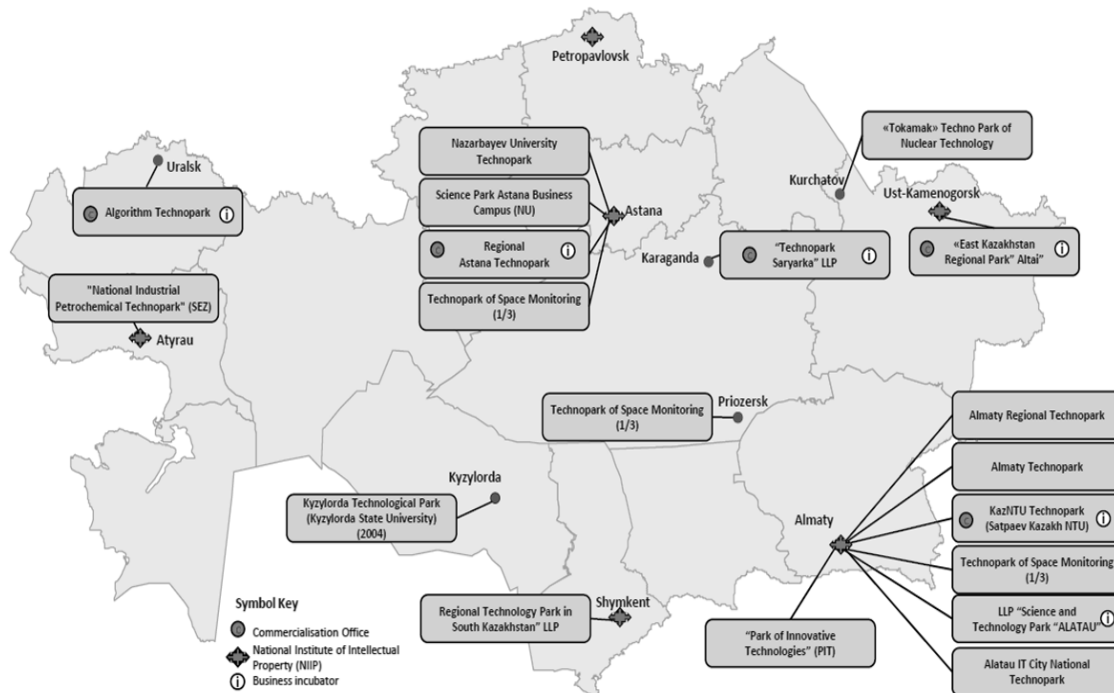 Petropavlovsk
«Tokamak» Techno Park of
Nuclear Technology
Nazarbayev University
Technopark
Uralsk
Kurchatov
Ust-Kamenogorsk
Science Park Astana Business
Campus (NU)
Astana
C Algorithm Technopark i
C Regional
Astana Technopark i
Karaganda
C "Technopark
Saryarka" LLP i
C «East Kazakhstan
Regional Park" Altai” i
"National Industrial
Petrochemical Technopark" (SEZ)
Technopark of Space Monitoring
(1/3)
Atyrau
Technopark of Space Monitoring
(1/3)
Priozersk
Almaty Regional Technopark
Almaty Technopark
Kyzylorda
Kyzylorda Technological Park
(Kyzylorda State University)
(2004)
Almaty
C KazNTU Technopark
(Satpaev Kazakh NTU) i
Technopark of Space Monitoring
(1/3)
Symbol Key
C Commercialisation Office
National Institute of Intellectual
Property (NIIP)
i Business incubator
Regional Technology Park in
South Kazakhstan” LLP
Shymkent
“Park of Innovative
Technologies” (PIT)
LLP “Science and
Technology Park “ALATAU” i
Alatau IT City National
Technopark